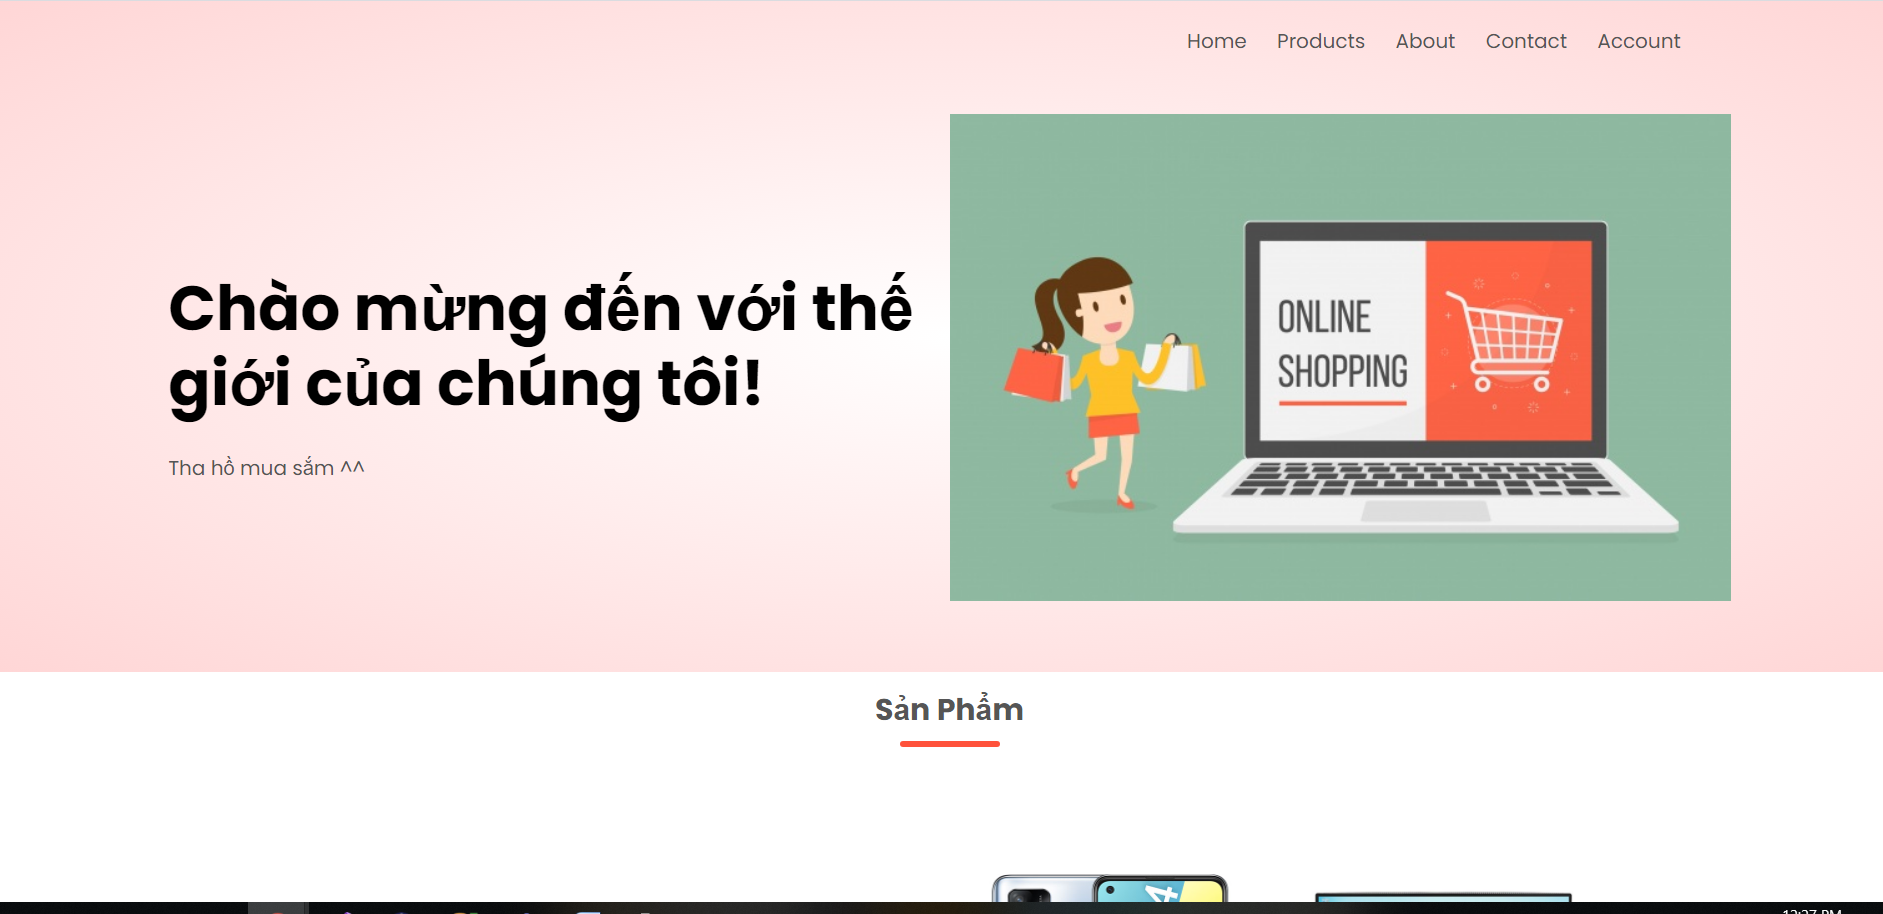 Home Products About Contact Account
Chào mừng đến với thế
giới của chúng tôi!
Tha hồ mua sắm ^^
ONLINE
SHOPPING
Sản Phẩm